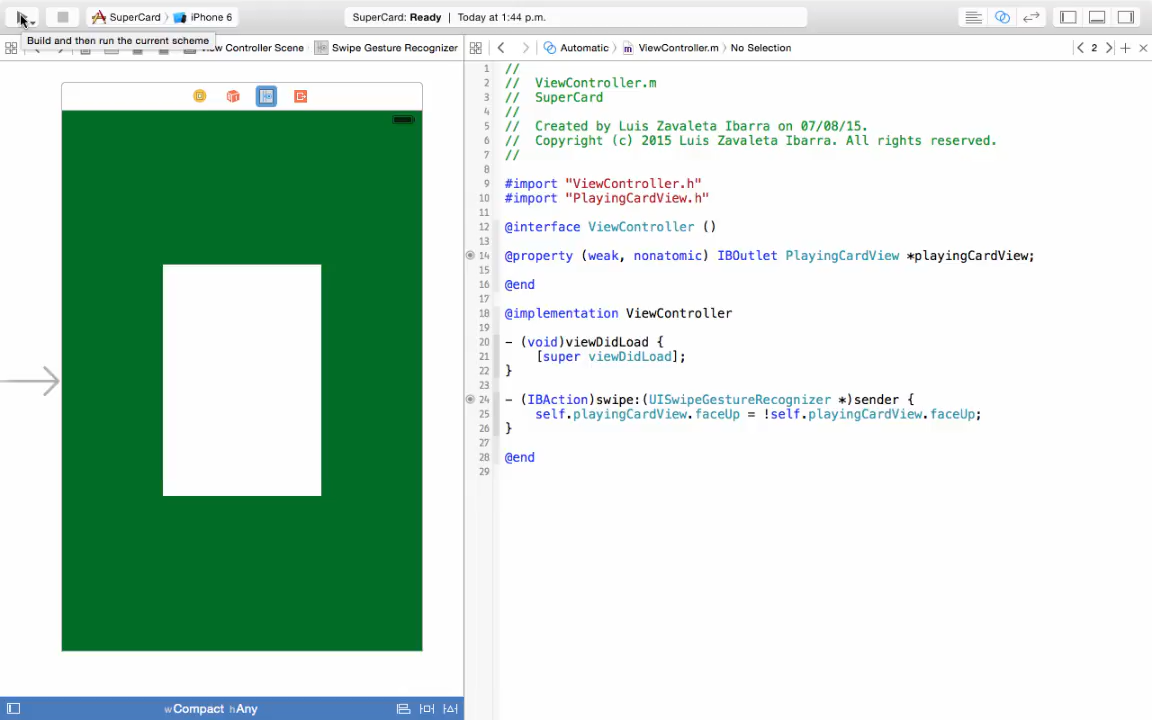 SuperCard iPhone 6 SuperCard: Ready | Today at 1:44 p.m.
Build and then run the current scheme
View Controller Scene Swipe Gesture Recognizer Automatic ViewController.m No Selection 2
1 //
2 // ViewController.m
3 // SuperCard
4 //
5 // Created by Luis Zavaleta Ibarra on 07/08/15.
6 // Copyright (c) 2015 Luis Zavaleta Ibarra. All rights reserved.
7 //
8
9 #import "ViewController.h"
10 #import "PlayingCardView.h"
11
12 @interface ViewController ()
13
14 @property (weak, nonatomic) IBOutlet PlayingCardView *playingCardView;
15
16 @end
17
18 @implementation ViewController
19
20 - (void)viewDidLoad {
21 [super viewDidLoad];
22 }
23
24 - (IBAction)swipe:(UISwipeGestureRecognizer *)sender {
25 self.playingCardView.faceUp = !self.playingCardView.faceUp;
26 }
27
28 @end
29
wCompact hAny